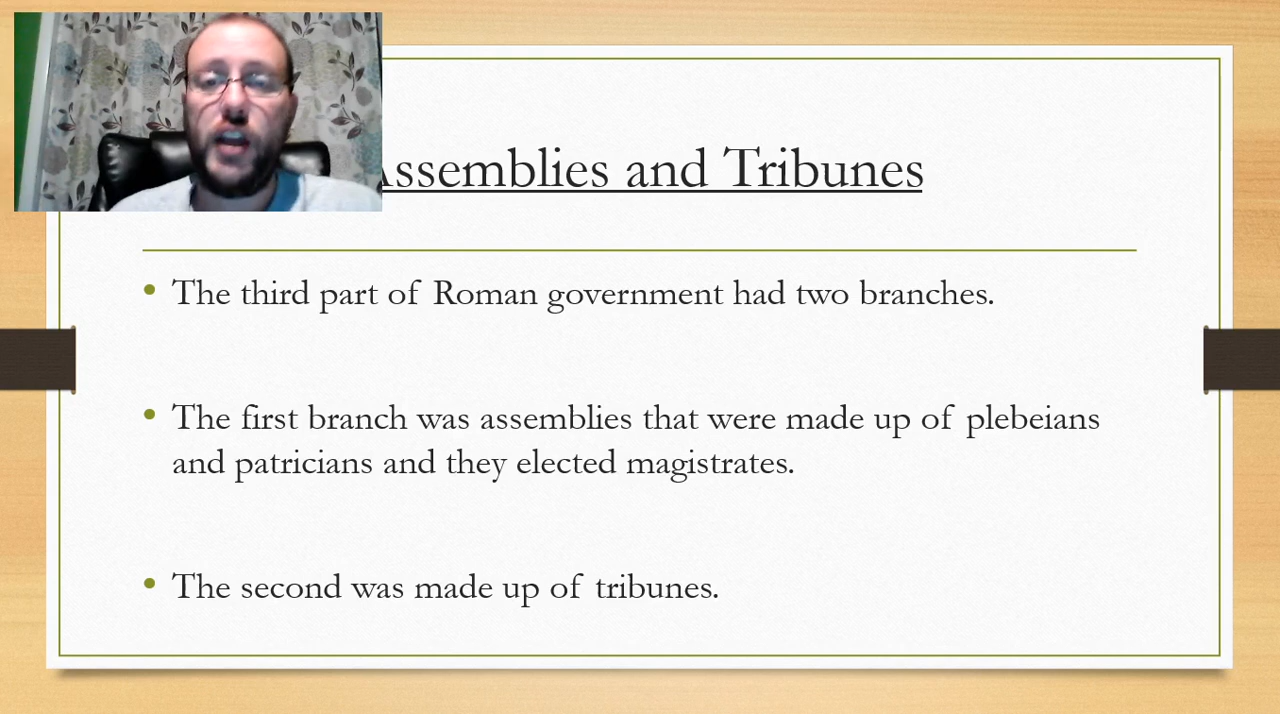 Assemblies and Tribunes
• The third part of Roman government had two branches.
• The first branch was assemblies that were made up of plebeians
and patricians and they elected magistrates.
• The second was made up of tribunes.